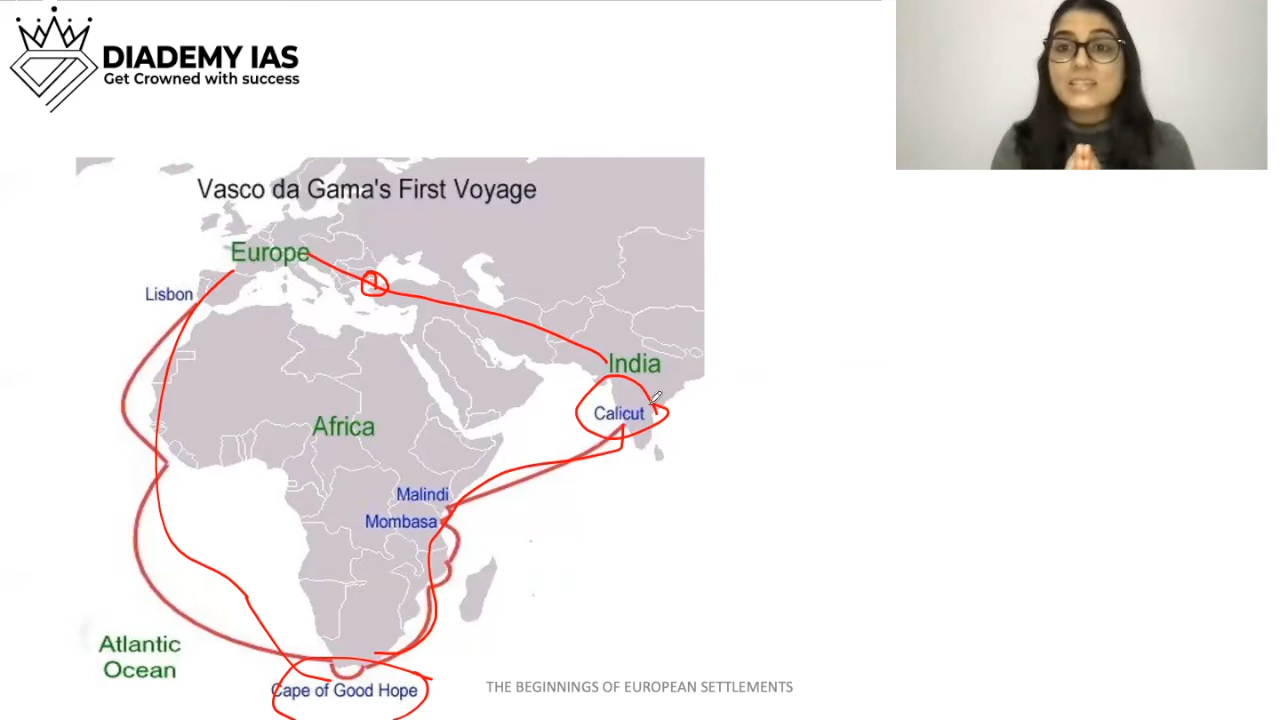 DIADEMY IAS
Get Crowned with success
Vasco da Gama's First Voyage
Europe
Lisbon
India
Calicut
Africa
Malindi
Mombasa
Atlantic
Ocean
Cape of Good Hope
THE BEGINNINGS OF EUROPEAN SETTLEMENTS